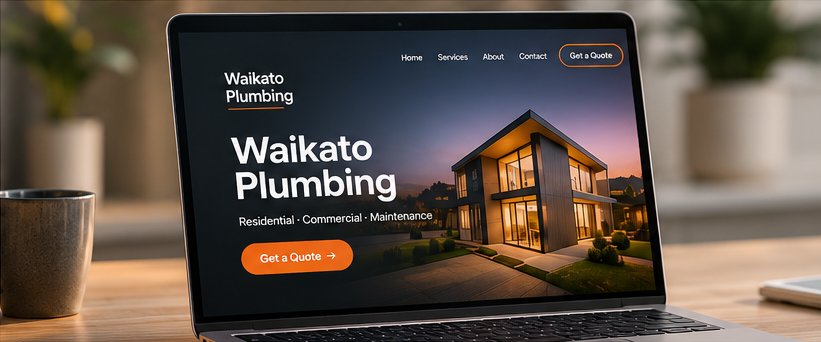 Home Services About Contact Get a Quote
Waikato
Plumbing
Waikato
Plumbing
Residential · Commercial · Maintenance
Get a Quote →